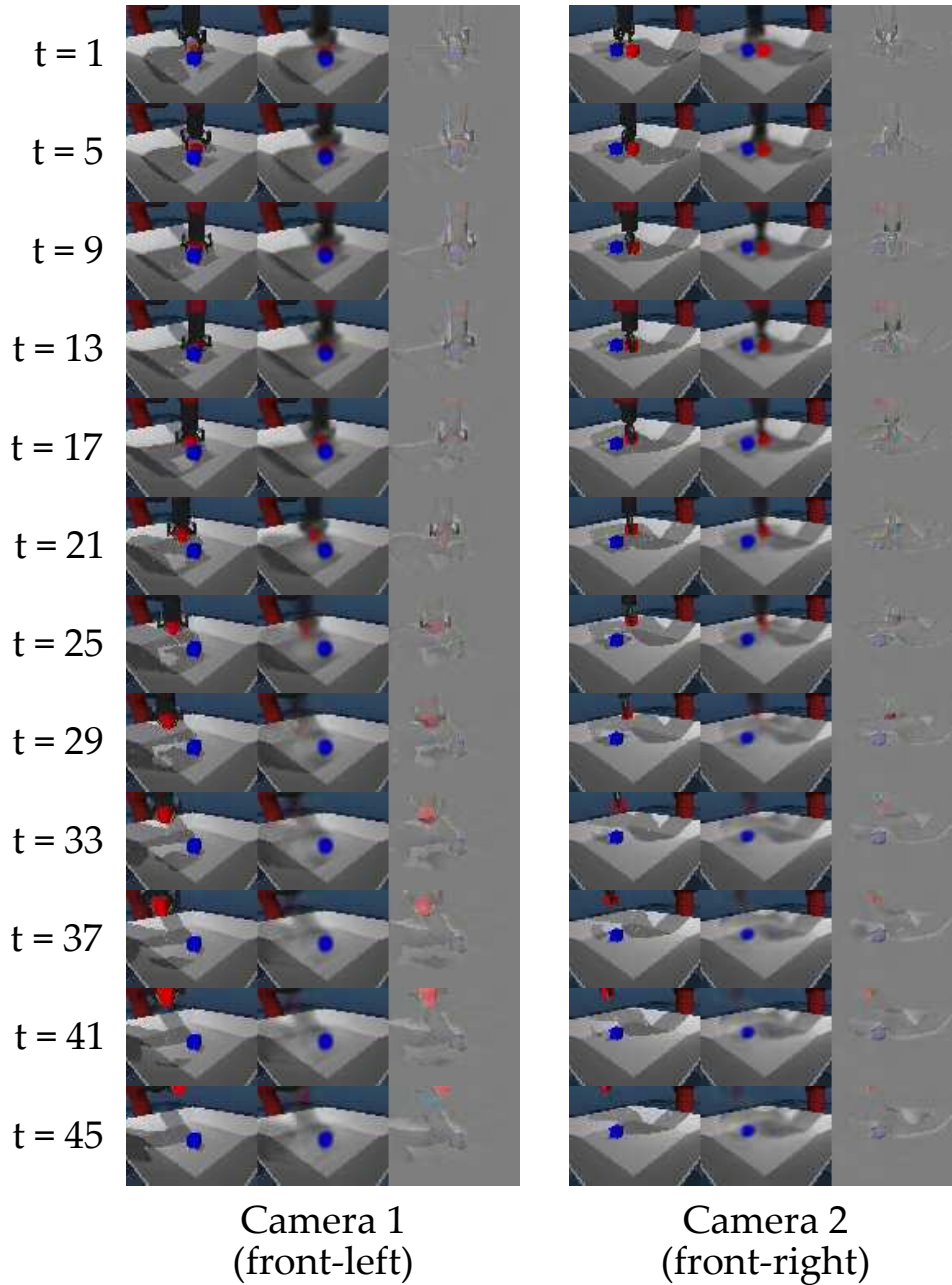 t = 1
t = 5
t = 9
t = 13
t = 17
t = 21
t = 25
t = 29
t = 33
t = 37
t = 41
t = 45
Camera 1
(front-left)
Camera 2
(front-right)